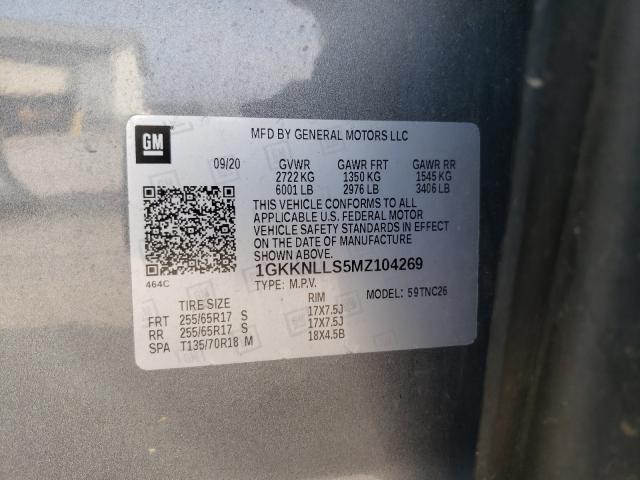 GM
MFD BY GENERAL MOTORS LLC
09/20 GVWR GAWR FRT GAWR RR
2722 KG 1350 KG 1545 KG
6001 LB 2976 LB 3406 LB
THIS VEHICLE CONFORMS TO ALL
APPLICABLE U.S. FEDERAL MOTOR
VEHICLE SAFETY STANDARDS IN EFFECT
ON THE DATE OF MANUFACTURE
SHOWN ABOVE.
464C
1GKKNLLS5MZ104269
TYPE: M.P.V. MODEL: 59TNC26
TIRE SIZE RIM
FRT 255/65R17 S 17X7.5J
RR 255/65R17 S 17X7.5J
SPA T135/70R18 M 18X4.5B